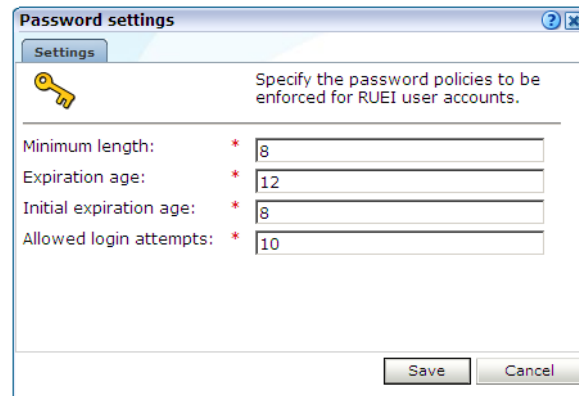 Password settings
Settings
Specify the password policies to be
enforced for RUEI user accounts.
Minimum length: * 8
Expiration age: * 12
Initial expiration age: * 8
Allowed login attempts: * 10
Save Cancel